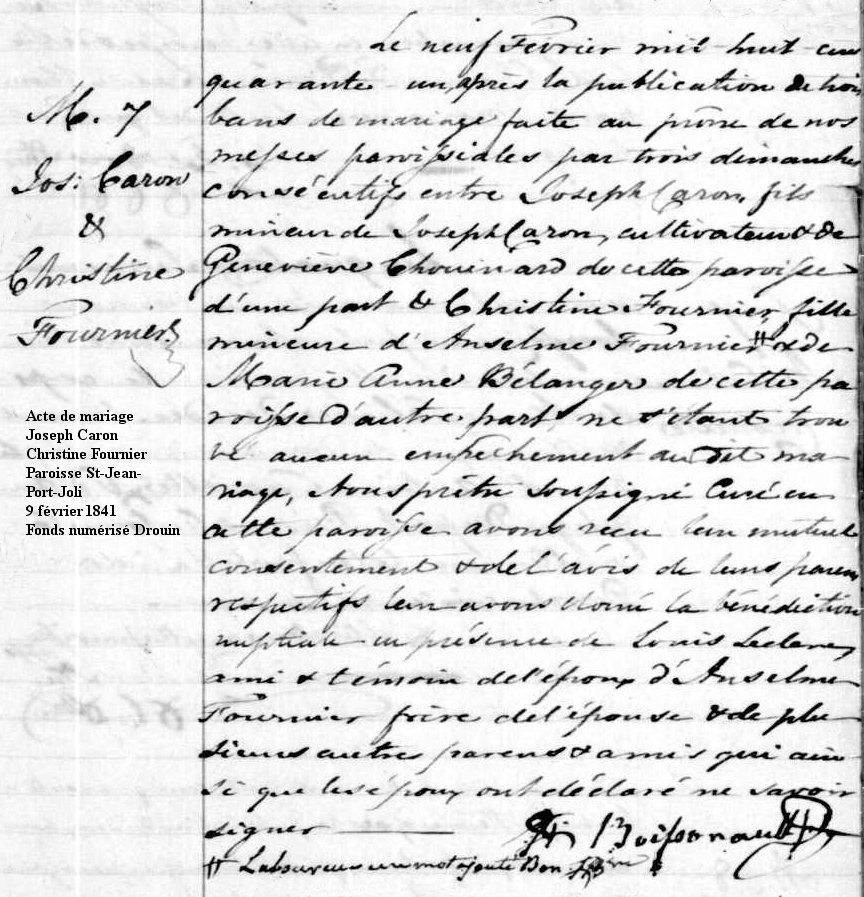 M. 7
Jos: Caron
&
Christine
Fournier
Acte de mariage
Joseph Caron
Christine Fournier
Paroisse St-Jean-
Port-Joli
9 février 1841
Fonds numérisé Drouin
Le neuf Février mil huit cen
quarante un après la publication de trois
bans de mariage faite au prône de nos
messes paroissiales par trois dimanches
consécutifs entre Joseph Caron, fils
mineur de Joseph Caron, cultivateur & de
Geneviève Chouinard de cette paroisse
d'une part & Christine Fournier, fille
mineure d'Anselme Fournier # & de
Marie Anne Bélanger de cette pa
roisse d'autre part, ne s'étant trou
vé aucun empêchement au dit ma
riage, Nous prêtre soussigné Curé en
cette paroisse avons reçu leur mutuel
consentement & de l'avis de leurs parens
respectifs leur avons donné la bénédiction
nuptiale en présence de Louis Leclerc,
ami & témoin de l'époux d'Anselme
Fournier frère de l'épouse & de plu
sieurs autres parens & amis qui ain
si que les époux ont déclaré ne savoir
signer Boissonnault Ptre
# Laboureur un mot ajouté Bon